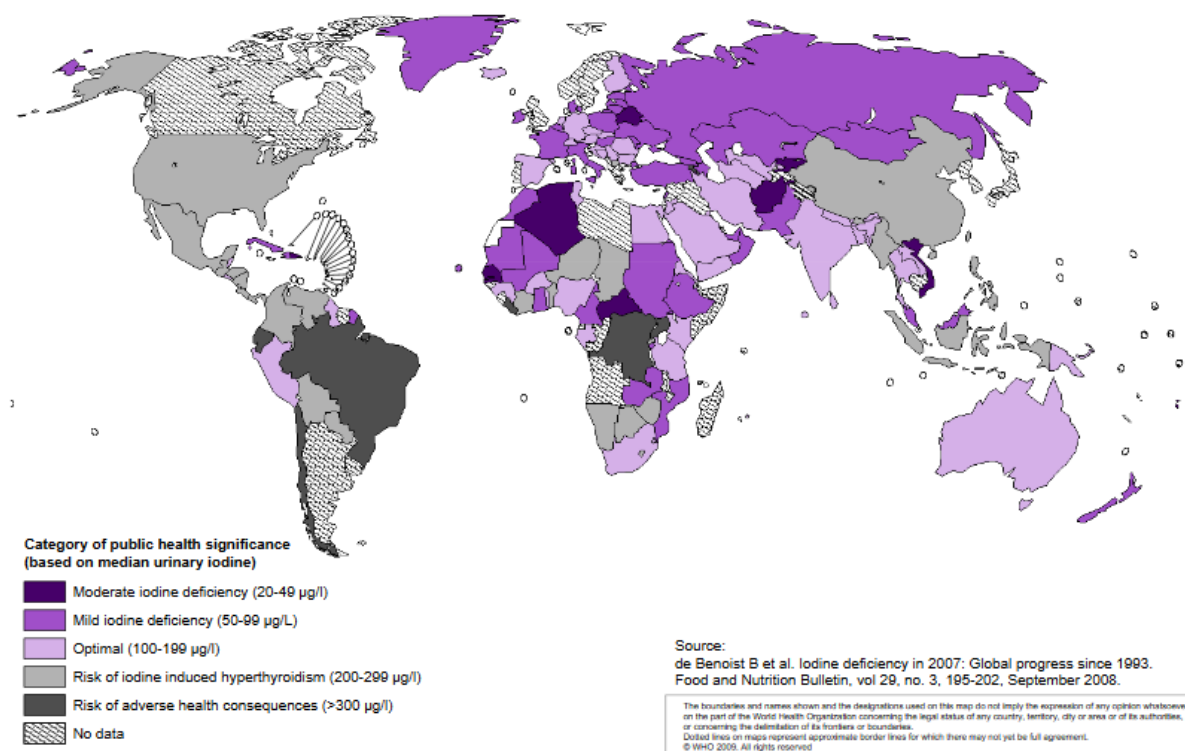 Category of public health significance
(based on median urinary iodine)
Moderate iodine deficiency (20-49 µg/l)
Mild iodine deficiency (50-99 µg/L)
Optimal (100-199 µg/l)
Risk of iodine induced hyperthyroidism (200-299 µg/l)
Risk of adverse health consequences (>300 µg/l)
No data
Source:
de Benoist B et al. Iodine deficiency in 2007: Global progress since 1993.
Food and Nutrition Bulletin, vol 29, no. 3, 195-202, September 2008.
The boundaries and names shown and the designations used on this map do not imply the expression of any opinion whatsoever
on the part of the World Health Organization concerning the legal status of any country, territory, city or area or of its authorities,
or concerning the delimitation of its frontiers or boundaries.
Dotted lines on maps represent approximate border lines for which there may not yet be full agreement.
© WHO 2009. All rights reserved